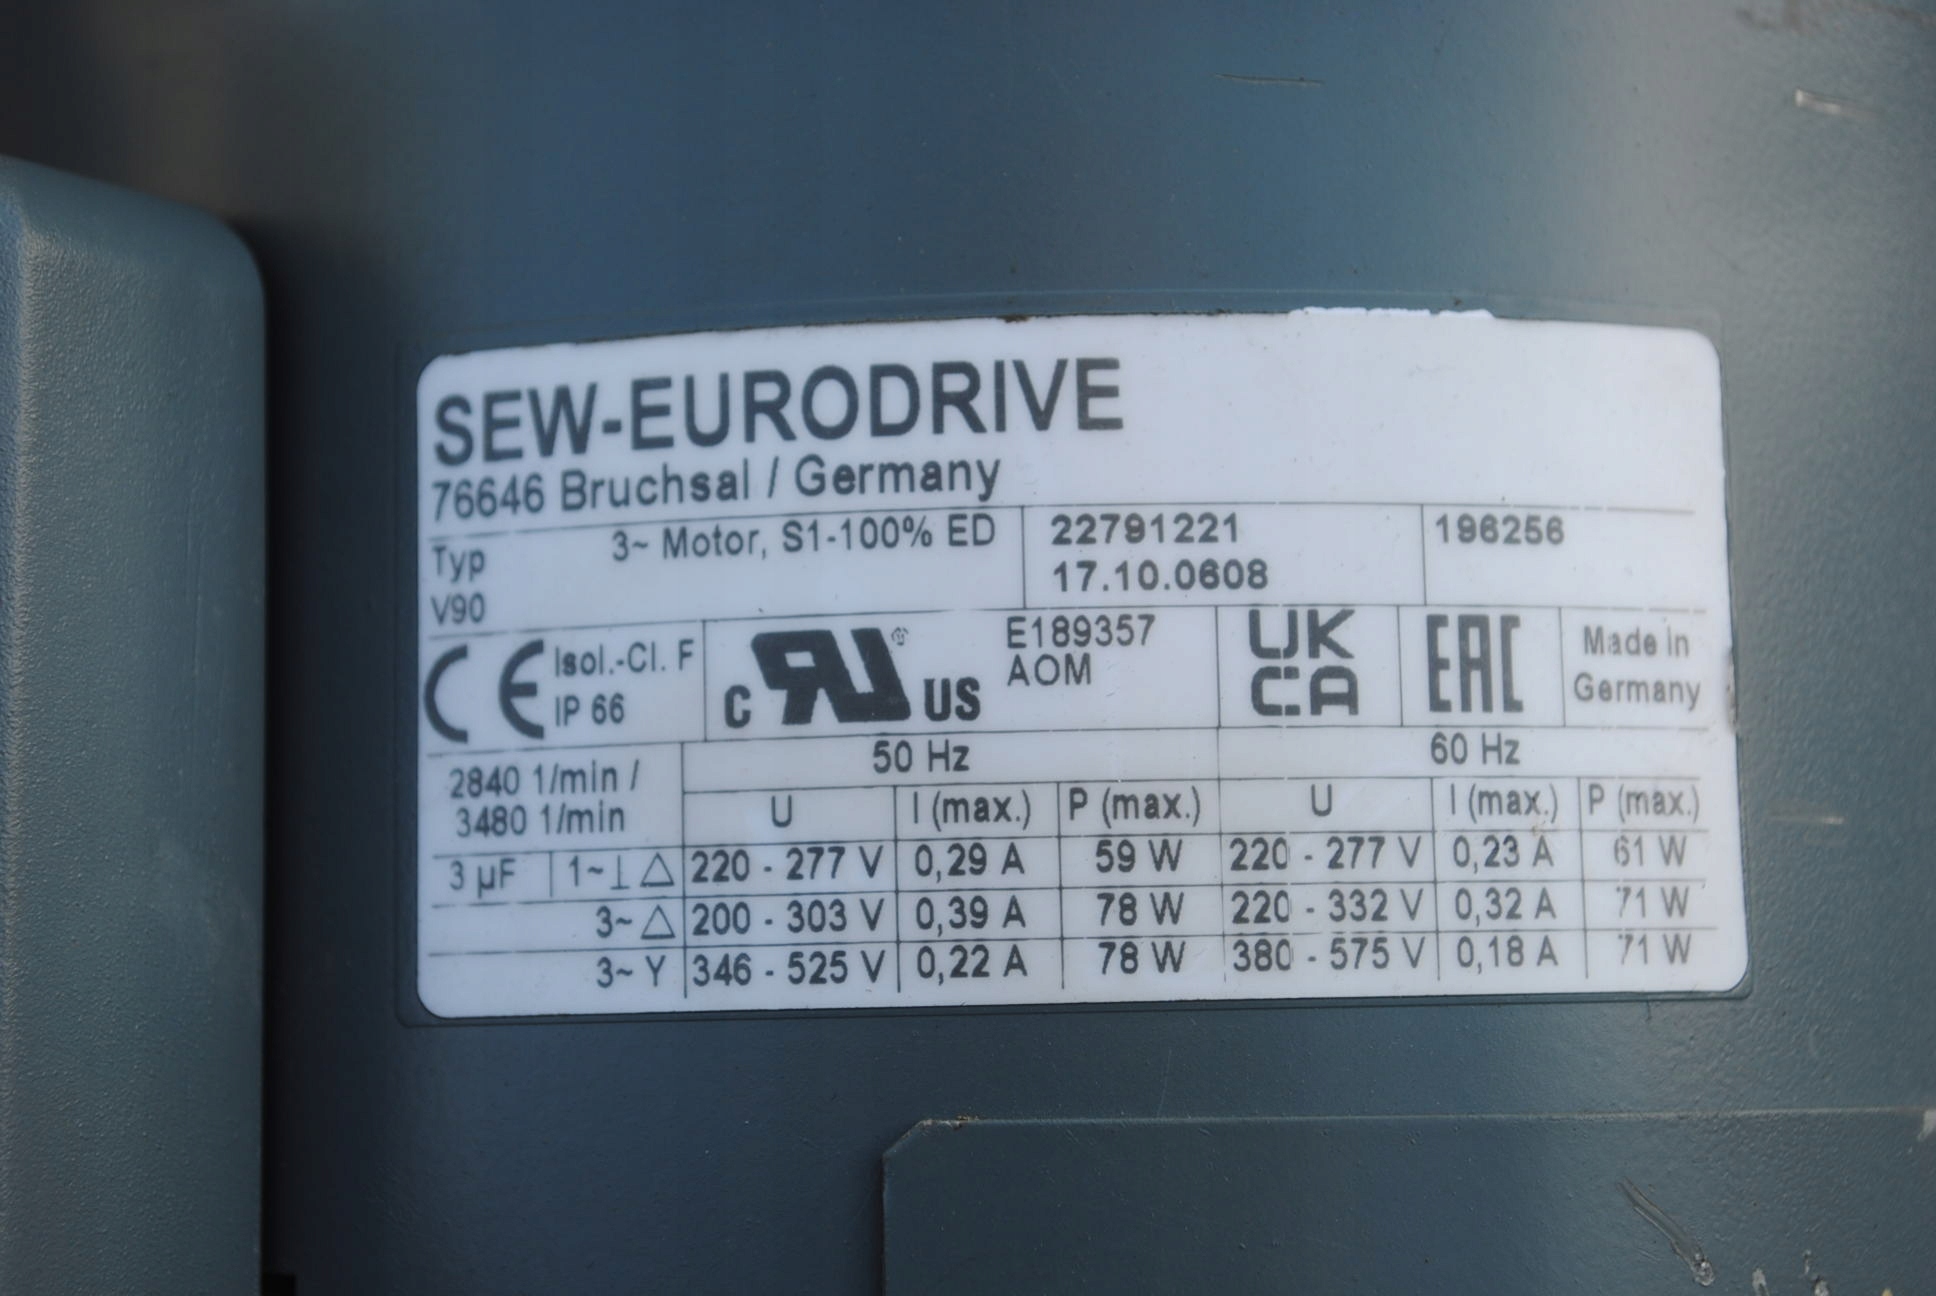 SEW-EURODRIVE
76646 Bruchsal / Germany
Typ 3~ Motor, S1-100% ED 22791221 196256
V90 17.10.0608
CE Isol.-Cl. F c RU US E189357 UK EAC Made in
IP 66 AOM CA Germany
2840 1/min / 50 Hz 60 Hz
3480 1/min U I (max.) P (max.) U I (max.) P (max.)
3 µF 1~ ⊥ △ 220 - 277 V 0,29 A 59 W 220 - 277 V 0,23 A 61 W
3~ △ 200 - 303 V 0,39 A 78 W 220 - 332 V 0,32 A 71 W
3~ Y 346 - 525 V 0,22 A 78 W 380 - 575 V 0,18 A 71 W